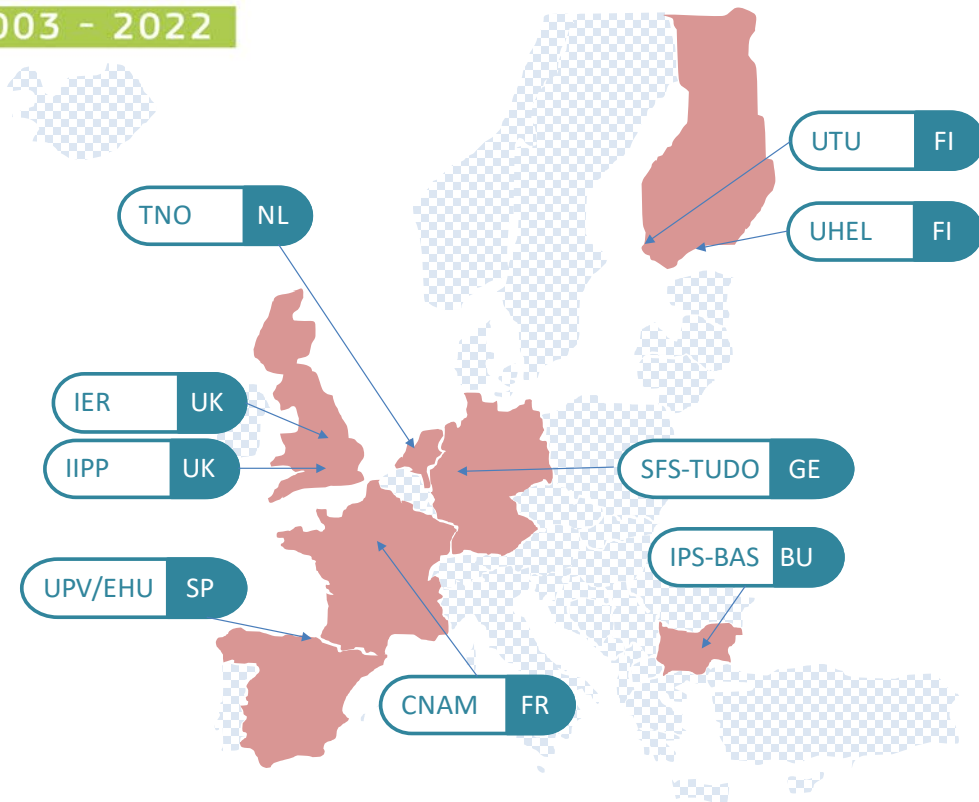 003 - 2022
UTU FI
TNO NL
UHEL FI
IER UK
IIPP UK
SFS-TUDO GE
IPS-BAS BU
UPV/EHU SP
CNAM FR